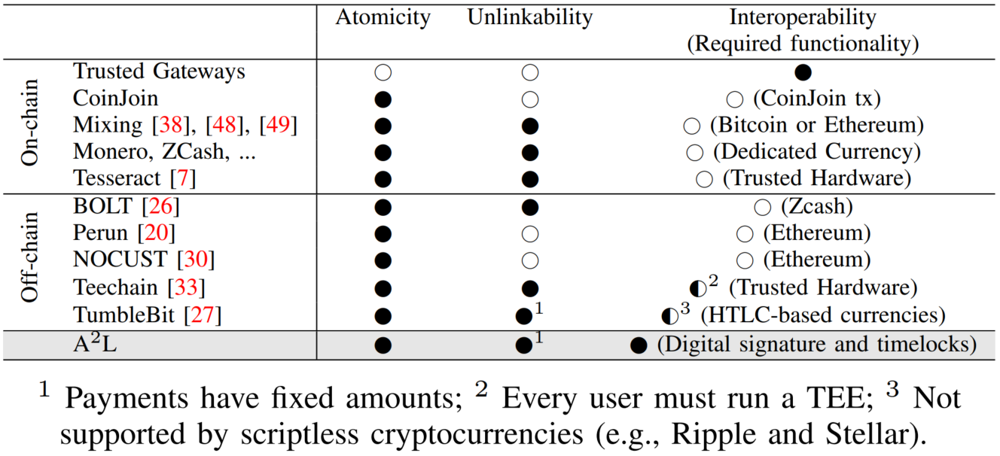 Atomicity Unlinkability Interoperability
(Required functionality)
On-chain
Trusted Gateways ○ ○ ●
CoinJoin ● ○ ○ (CoinJoin tx)
Mixing [38], [48], [49] ● ● ○ (Bitcoin or Ethereum)
Monero, ZCash, ... ● ● ○ (Dedicated Currency)
Tesseract [7] ● ● ○ (Trusted Hardware)
Off-chain
BOLT [26] ● ● ○ (Zcash)
Perun [20] ● ○ ○ (Ethereum)
NOCUST [30] ● ○ ○ (Ethereum)
Teechain [33] ● ● ◐² (Trusted Hardware)
TumbleBit [27] ● ●¹ ◐³ (HTLC-based currencies)
A²L ● ●¹ ● (Digital signature and timelocks)
¹ Payments have fixed amounts; ² Every user must run a TEE; ³ Not
supported by scriptless cryptocurrencies (e.g., Ripple and Stellar).